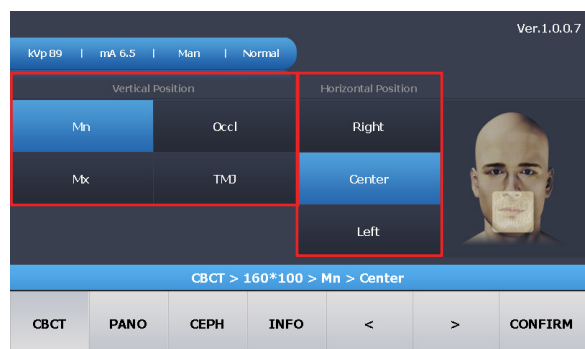 Ver.1.0.0.7
kVp 89 | mA 6.5 | Man | Normal
Vertical Position
Horizontal Position
Mn Occl Right
Mx TMJ Center
Left
CBCT > 160*100 > Mn > Center
CBCT PANO CEPH INFO < > CONFIRM